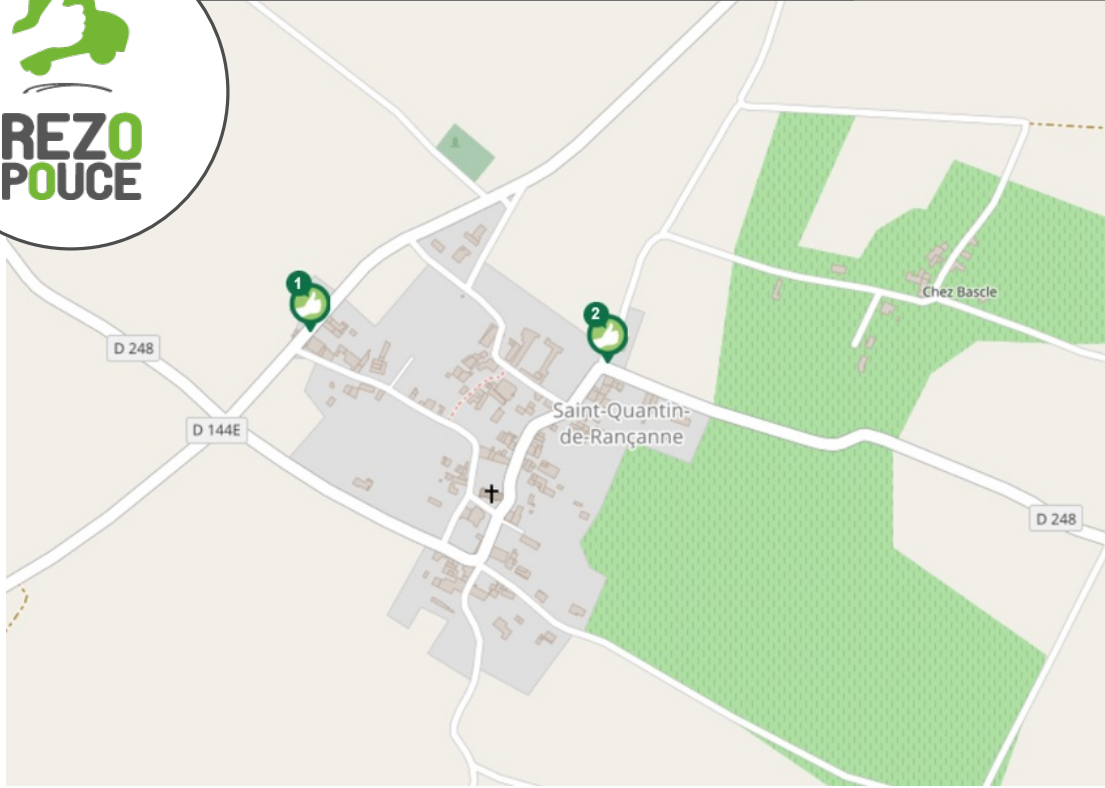 REZO
POUCE
1
2
Chez Bascle
D 248
Saint-Quantin-
de-Rançanne
D 144E
D 248